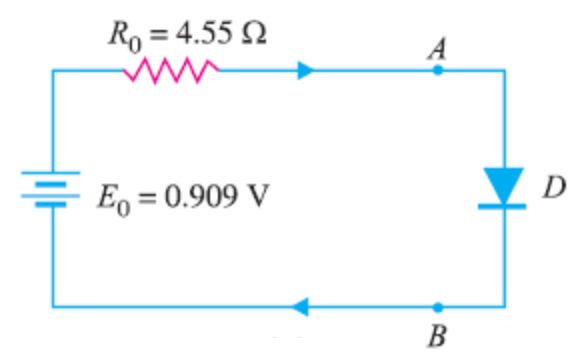 R₀ = 4.55 Ω
A
E₀ = 0.909 V
D
B